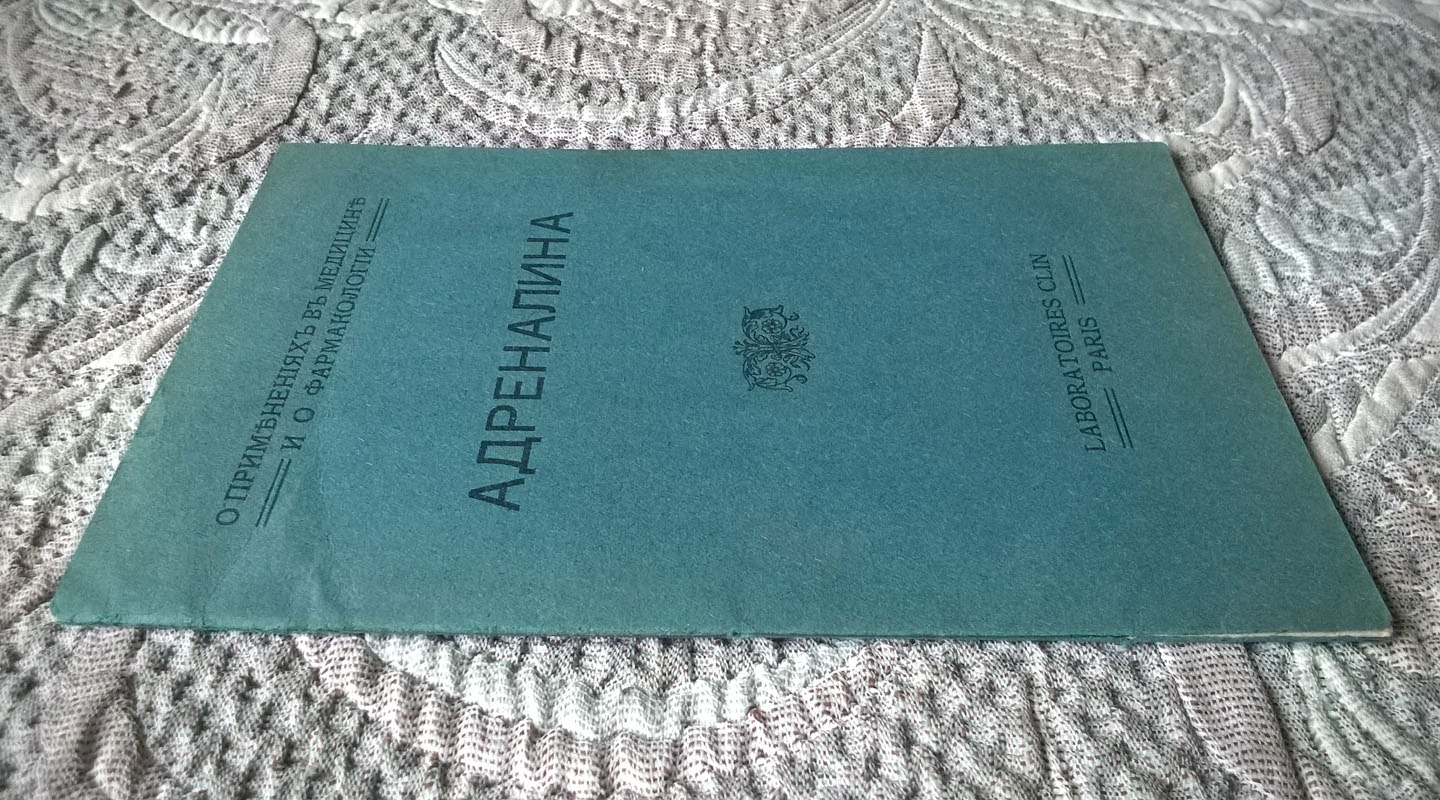 О ПРИМѢНЕНІЯХЪ ВЪ МЕДИЦИНѢ
И О ФАРМАКОЛОГІИ
АДРЕНАЛИНА
LABORATOIRES CLIN
PARIS